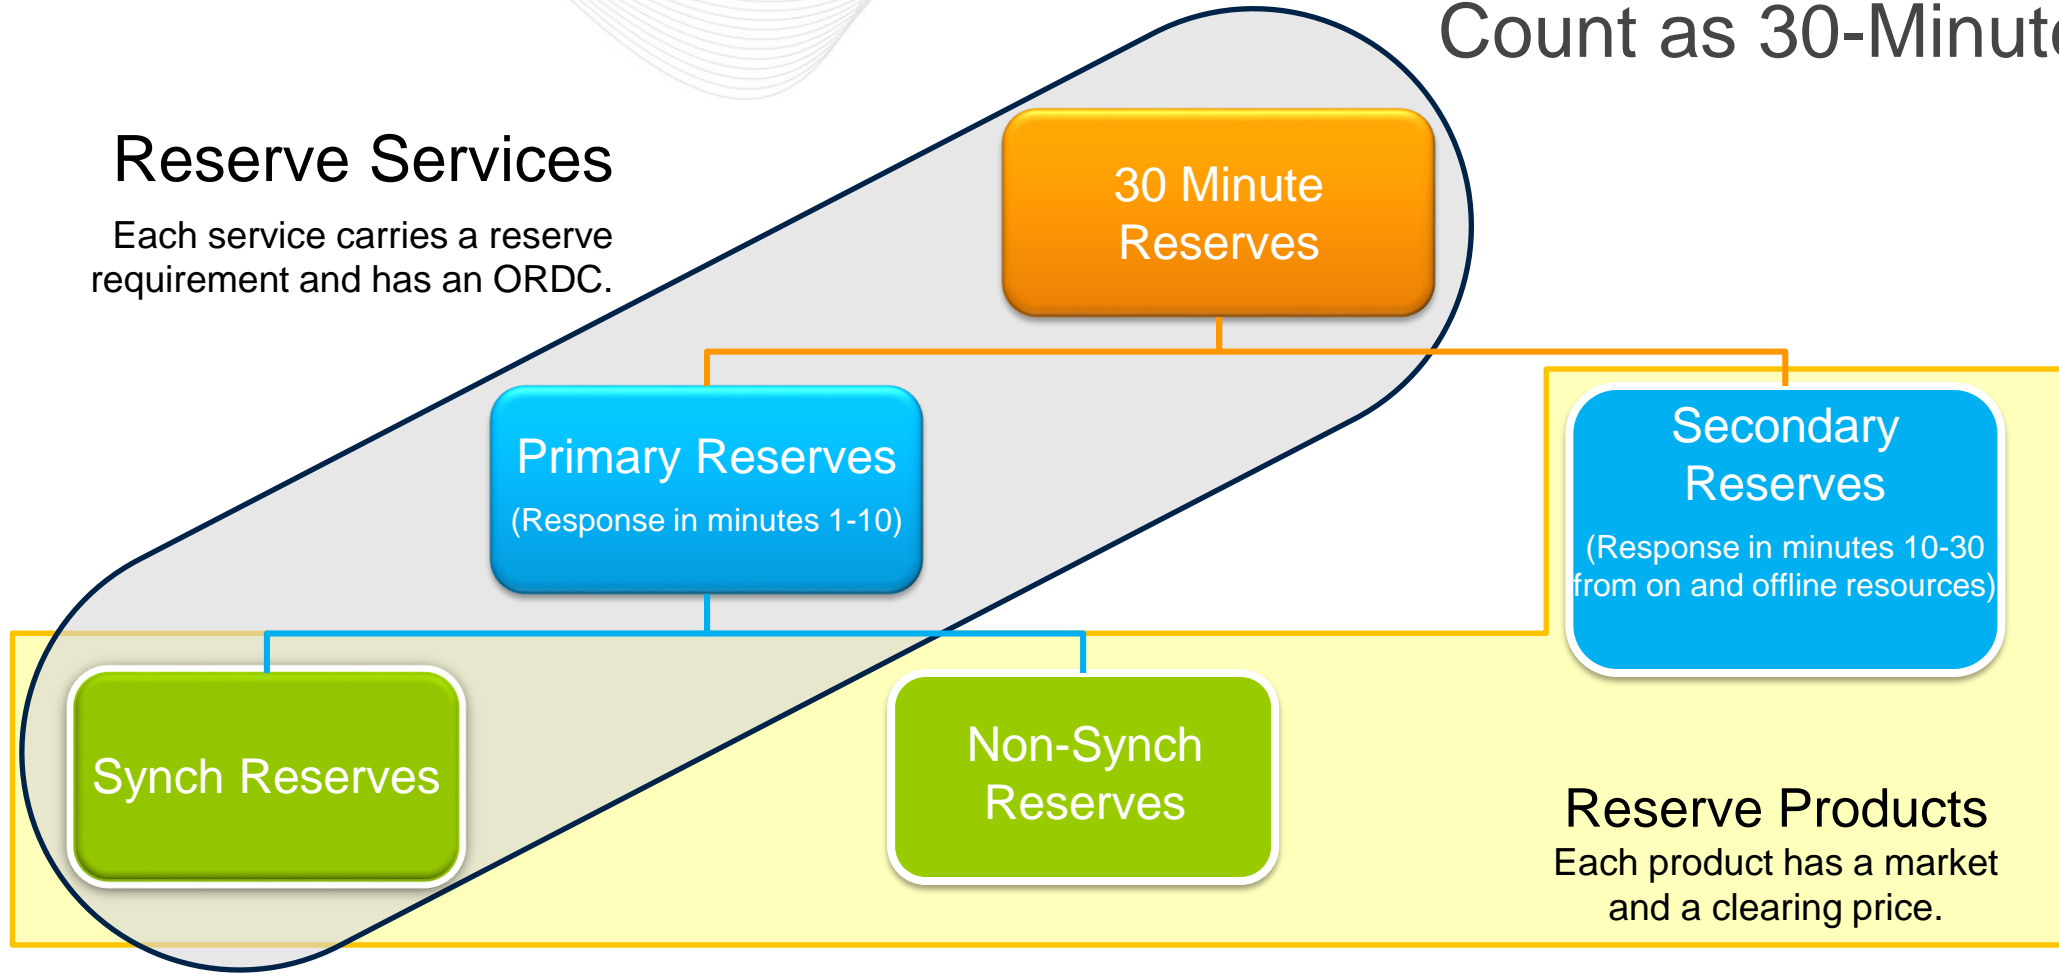 Count as 30-Minute
Reserve Services
Each service carries a reserve
requirement and has an ORDC.
30 Minute
Reserves
Primary Reserves
(Response in minutes 1-10)
Secondary
Reserves
(Response in minutes 10-30
from on and offline resources)
Synch Reserves
Non-Synch
Reserves
Reserve Products
Each product has a market
and a clearing price.